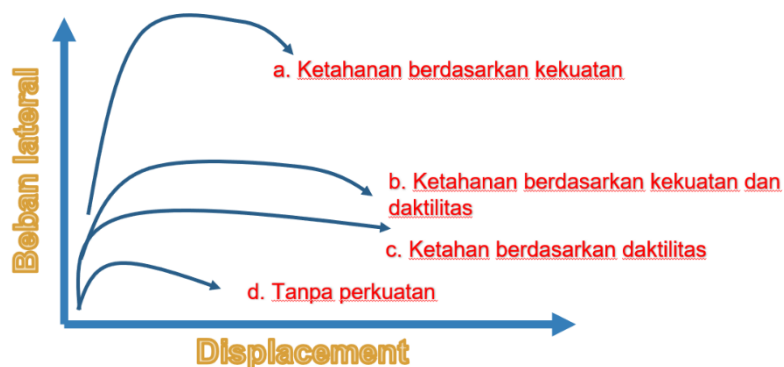 Beban lateral
a. Ketahanan berdasarkan kekuatan
b. Ketahanan berdasarkan kekuatan dan
daktilitas
c. Ketahan berdasarkan daktilitas
d. Tanpa perkuatan
Displacement